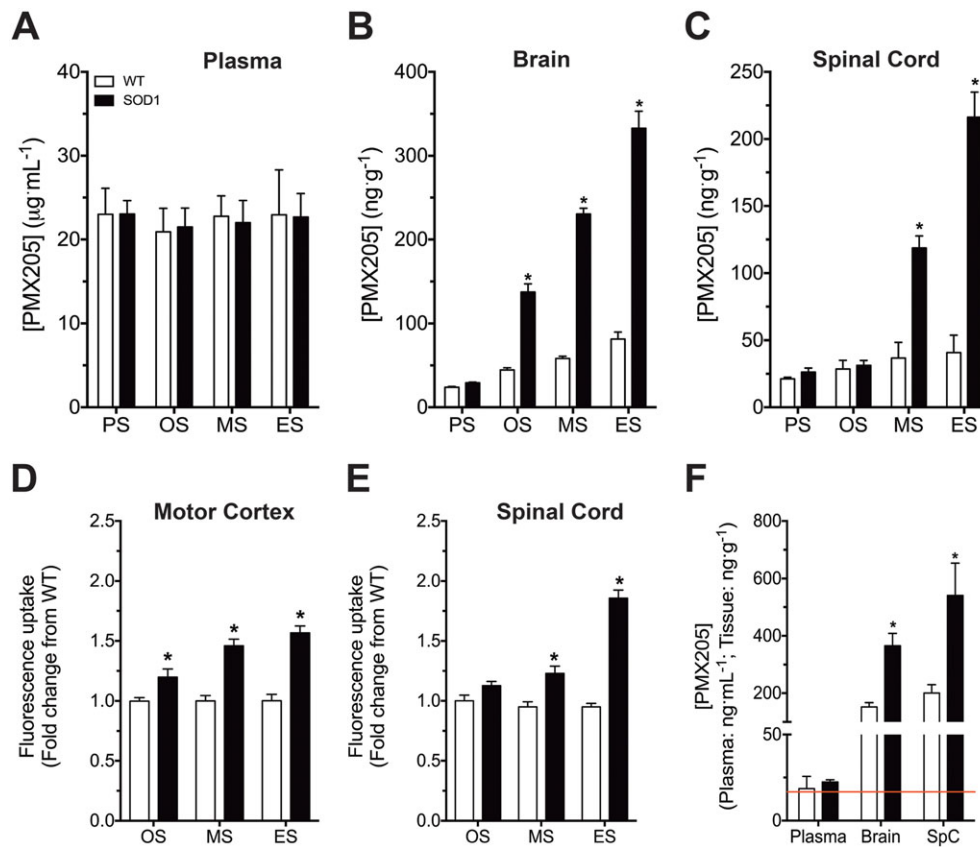 A
Plasma
[PMX205] (µg·mL⁻¹)
40
30
20
10
0
WT
SOD1
PS OS MS ES
B
Brain
[PMX205] (ng·g⁻¹)
400
300
200
100
0
*
*
*
PS OS MS ES
C
Spinal Cord
[PMX205] (ng·g⁻¹)
250
200
150
100
50
0
*
*
PS OS MS ES
D
Motor Cortex
Fluorescence uptake
(Fold change from WT)
2.5
2.0
1.5
1.0
0.5
0.0
*
*
*
OS MS ES
E
Spinal Cord
Fluorescence uptake
(Fold change from WT)
2.5
2.0
1.5
1.0
0.5
0.0
*
*
OS MS ES
F
[PMX205]
(Plasma: ng·mL⁻¹; Tissue: ng·g⁻¹)
800
600
400
200
50
25
0
*
*
Plasma Brain SpC